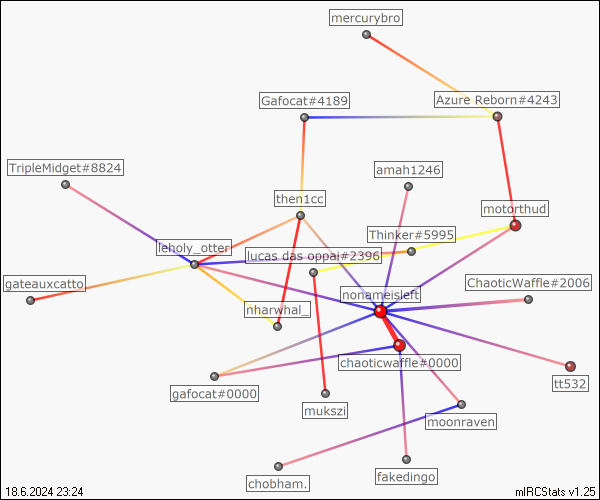 mercurybro
Gafocat#4189
Azure Reborn#4243
TripleMidget#8824
amah1246
then1cc
motorthud
Thinker#5995
leholy_otter
lucas das oppai#2396
gateauxcatto
ChaoticWaffle#2006
nonameisleft
nharwhal_
chaoticwaffle#0000
tt532
gafocat#0000
mukszi
moonraven
fakedingo
chobham.
18.6.2024 23:24
mIRCStats v1.25